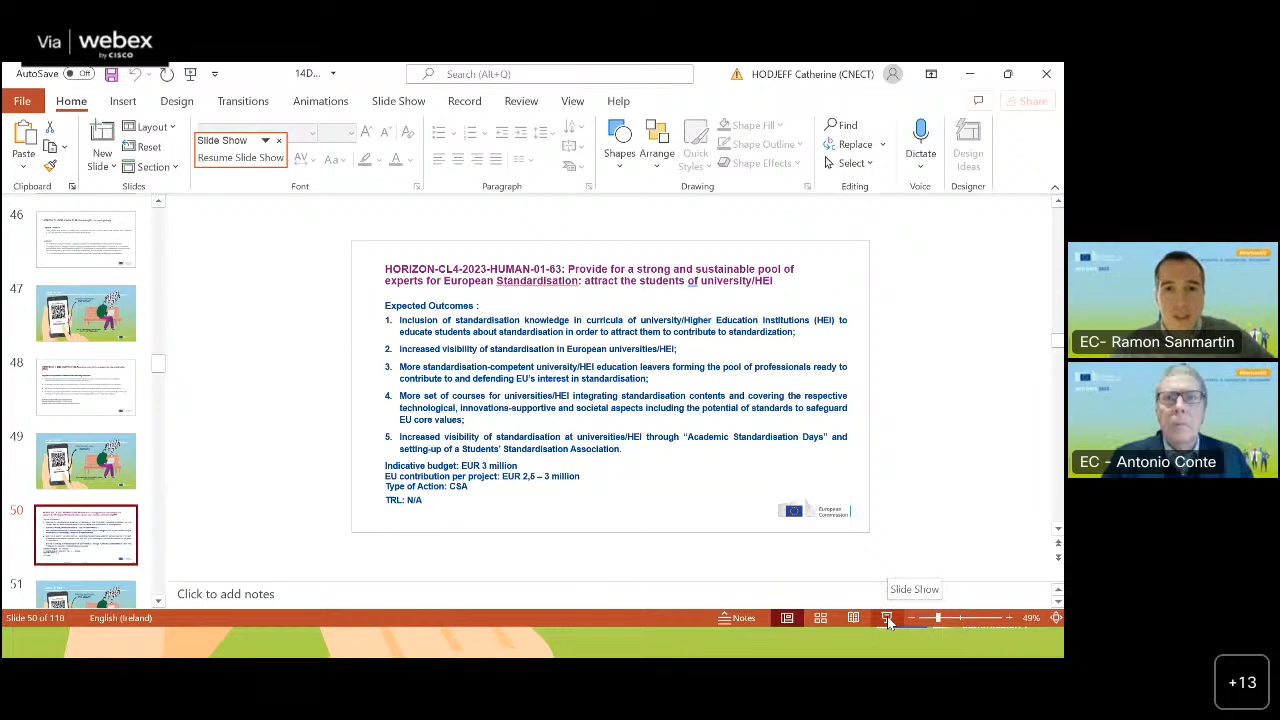 Via webex
by CISCO
AutoSave Off
14D...
Search (Alt+Q)
HODJEFF Catherine (CNECT)
File Home Insert Design Transitions Animations Slide Show Record Review View Help
Share
Paste
Clipboard
New
Slide
Layout
Reset
Section
Slides
Slide Show
Resume Slide Show
Font
Paragraph
Shapes
Arrange
Quick
Styles
Shape Fill
Shape Outline
Shape Effects
Drawing
Find
Replace
Select
Editing
Dictate
Voice
Design
Ideas
Designer
46
47
48
49
50
51
HORIZON-CL4-2023-HUMAN-01-63: Provide for a strong and sustainable pool of
experts for European Standardisation: attract the students of university/HEI
Expected Outcomes :
1. Inclusion of standardisation knowledge in curricula of university/Higher Education Institutions (HEI) to
educate students about standardisation in order to attract them to contribute to standardization;
2. Increased visibility of standardisation in European universities/HEI;
3. More standardisation-competent university/HEI education leavers forming the pool of professionals ready to
contribute to and defending EU's interest in standardisation;
4. More set of courses for universities/HEI integrating standardisation contents and covering the respective
technological, innovations-supportive and societal aspects including the potential of standards to safeguard
EU core values;
5. Increased visibility of standardisation at universities/HEI through “Academic Standardisation Days” and
setting-up of a Students’ Standardisation Association.
Indicative budget: EUR 3 million
EU contribution per project: EUR 2,5 – 3 million
Type of Action: CSA
TRL: N/A
European
Commission
Click to add notes
Slide Show
Slide 50 of 118
English (Ireland)
Notes
49%
EC- Ramon Sanmartin
EC - Antonio Conte
+13